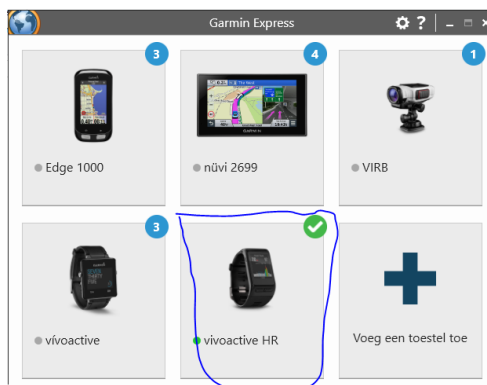 Garmin Express
?
3
4
1
Edge 1000
nüvi 2699
VIRB
3
vívoactive
vivoactive HR
Voeg een toestel toe